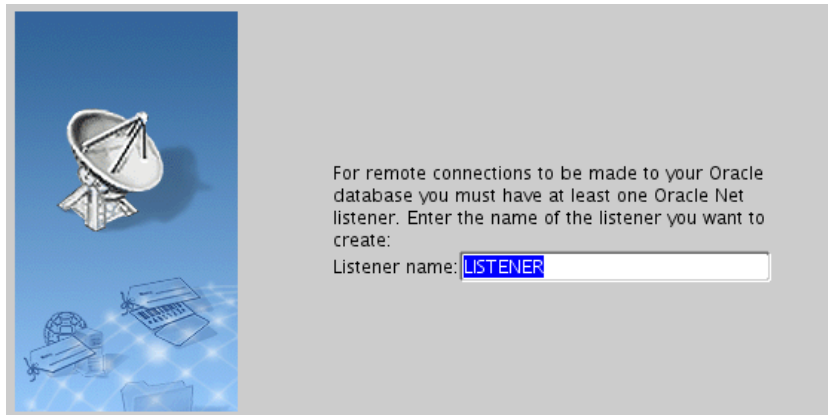 For remote connections to be made to your Oracle
database you must have at least one Oracle Net
listener. Enter the name of the listener you want to
create:
Listener name: LISTENER